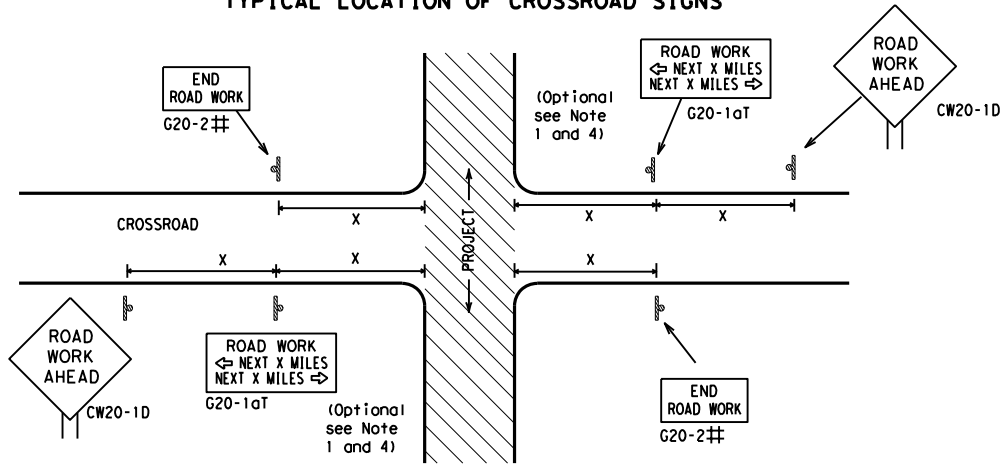 TYPICAL LOCATION OF CROSSROAD SIGNS
END
ROAD WORK
G20-2#
(Optional
see Note
1 and 4)
ROAD WORK
⇦ NEXT X MILES
NEXT X MILES ⇨
G20-1aT
ROAD
WORK
AHEAD
CW20-1D
X
X
X
CROSSROAD
PROJECT
X
X
X
ROAD
WORK
AHEAD
CW20-1D
ROAD WORK
⇦ NEXT X MILES
NEXT X MILES ⇨
G20-1aT
(Optional
see Note
1 and 4)
END
ROAD WORK
G20-2#